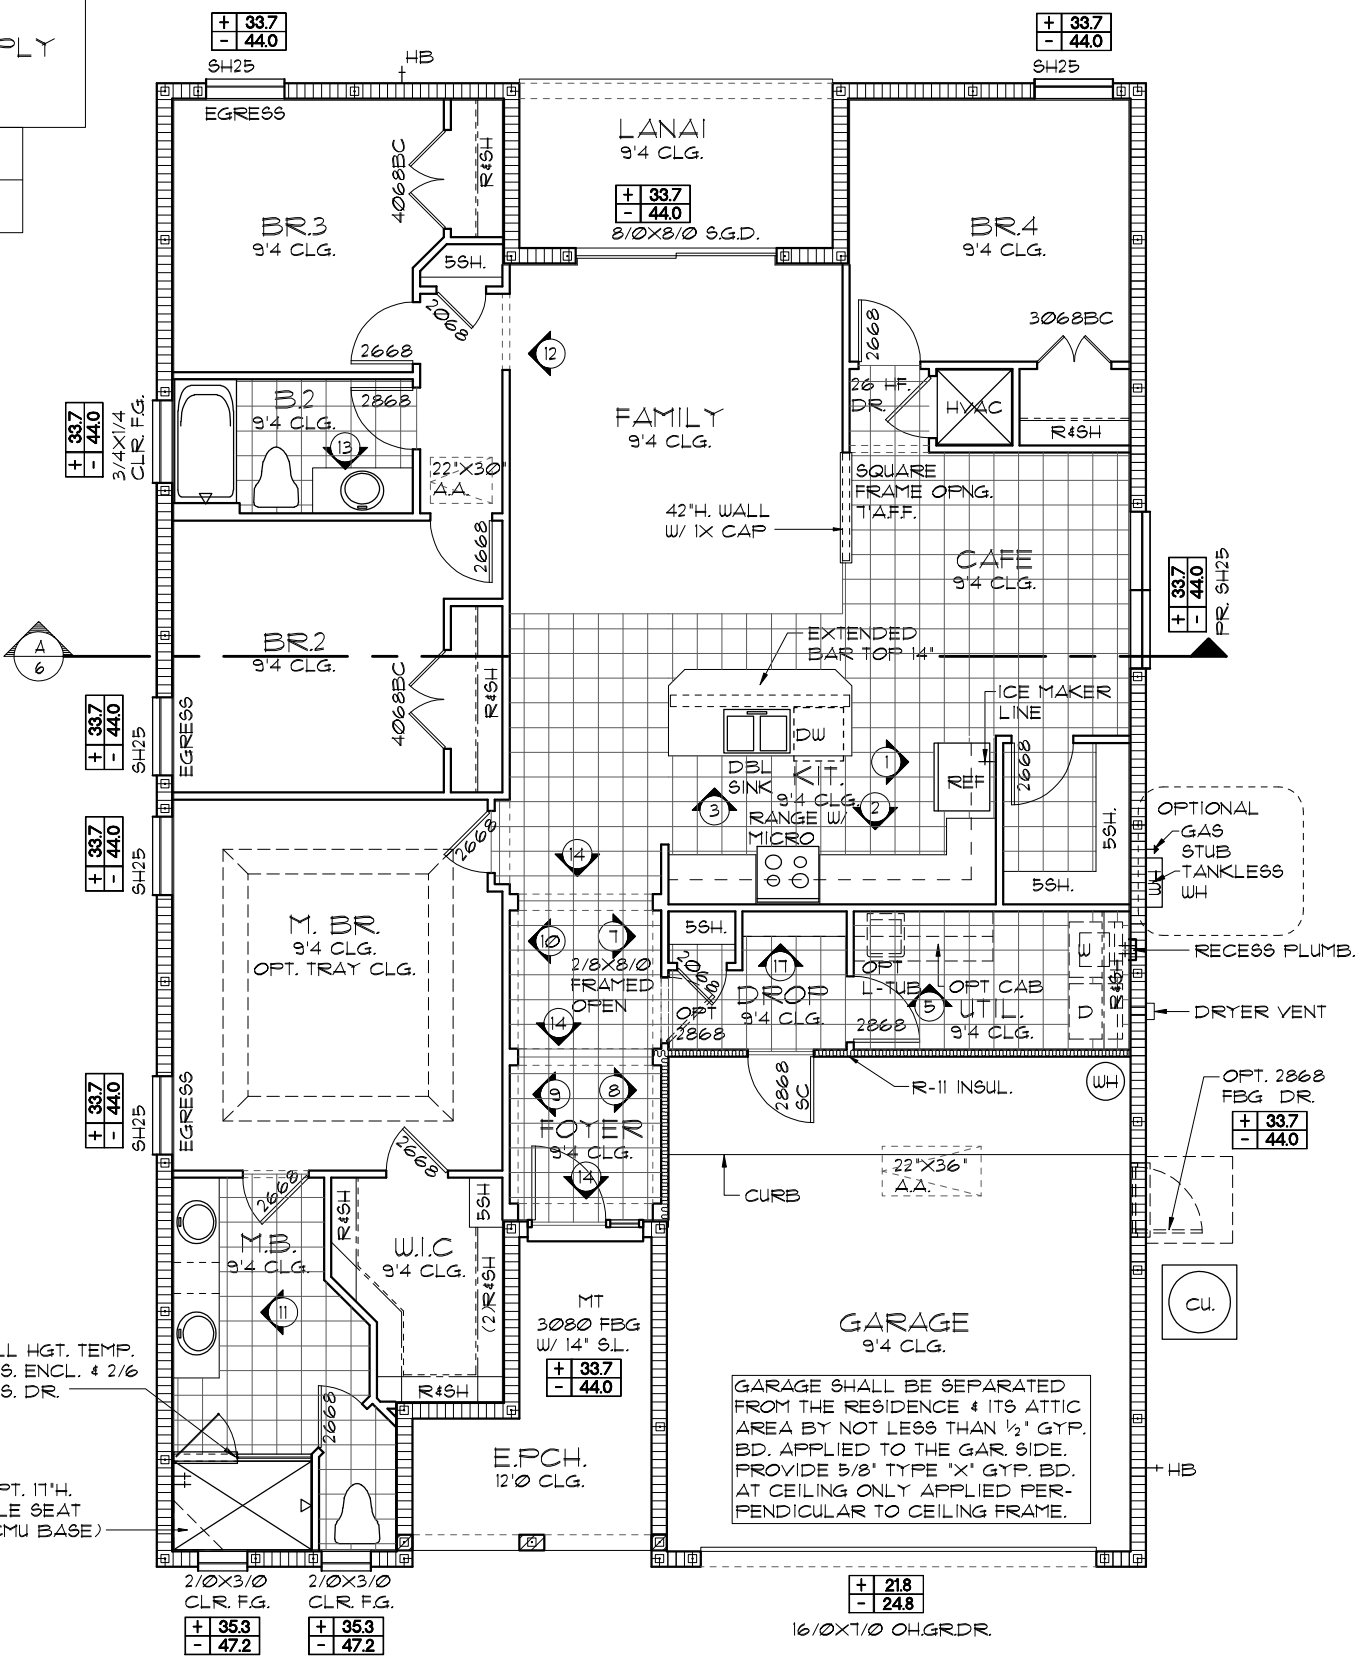 PLY
+ 33.7
- 44.0
SH25
EGRESS
HB
+ 33.7
- 44.0
SH25
LANAI
9'4 CLG.
+ 33.7
- 44.0
8/0X8/0 S.G.D.
4068BC
R&SH
BR.3
9'4 CLG.
5SH.
2068
2668
BR.4
9'4 CLG.
3068BC
2668
12
26 HF.
DR.
HVAC
R&SH
B.2
9'4 CLG.
2868
13
+ 33.7
- 44.0
3/4X1/4
CLR. F.G.
22"X30"
A.A.
FAMILY
9'4 CLG.
SQUARE
FRAME OPNG.
T'A.F.F.
42"H. WALL
W/ 1X CAP
2668
CAFE
9'4 CLG.
+ 33.7
- 44.0
PR. SH25
A
6
BR.2
9'4 CLG.
4068BC
R&SH
EXTENDED
BAR TOP 14"
ICE MAKER
LINE
+ 33.7
- 44.0
SH25
EGRESS
DW
DBL
SINK
KIT.
9'4 CLG.
1
2
3
REF
2668
RANGE W/
MICRO
5SH.
5SH.
OPTIONAL
GAS
STUB
TANKLESS
WH
+ 33.7
- 44.0
SH25
2668
14
M. BR.
9'4 CLG.
OPT. TRAY CLG.
10
7
2/8X8/0
FRAMED
OPEN
14
5SH.
2068
OPT
2868
17
DROP
9'4 CLG.
OPT
L-TUB
OPT CAB
5
UTIL.
9'4 CLG.
2868
W
D
R&SH
RECESS PLUMB.
DRYER VENT
2868
SC
R-11 INSUL.
WH
OPT. 2868
FBG DR.
+ 33.7
- 44.0
+ 33.7
- 44.0
SH25
EGRESS
9
8
FOYER
9'4 CLG.
14
2668
2668
CURB
22"X36"
A.A.
R&SH
5SH
M.B.
9'4 CLG.
W.I.C
9'4 CLG.
(2)R&SH
R&SH
11
MT
3080 FBG
W/ 14" S.L.
+ 33.7
- 44.0
GARAGE
9'4 CLG.
CU.
LL HGT. TEMP.
S. ENCL. & 2/6
S. DR.
2668
GARAGE SHALL BE SEPARATED
FROM THE RESIDENCE & ITS ATTIC
AREA BY NOT LESS THAN ½" GYP.
BD. APPLIED TO THE GAR. SIDE.
PROVIDE 5/8" TYPE "X" GYP. BD.
AT CEILING ONLY APPLIED PER-
PENDICULAR TO CEILING FRAME.
E.PCH.
12'0 CLG.
HB
PT. 17"H.
LE SEAT
CMU BASE)
2/0X3/0
CLR. F.G.
+ 35.3
- 47.2
2/0X3/0
CLR. F.G.
+ 35.3
- 47.2
+ 21.8
- 24.8
16/0X7/0 OH.GR.DR.